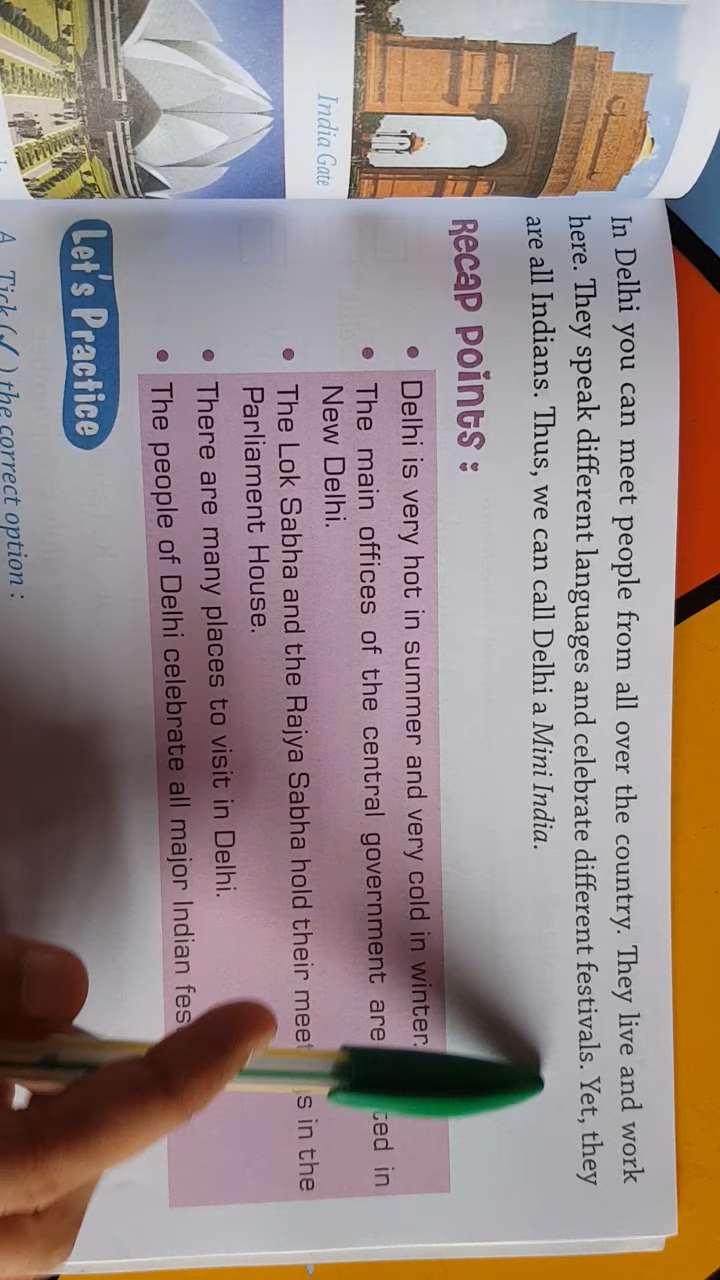 India Gate
In Delhi you can meet people from all over the country. They live and work
here. They speak different languages and celebrate different festivals. Yet, they
are all Indians. Thus, we can call Delhi a Mini India.
Recap points :
• Delhi is very hot in summer and very cold in winter.
• The main offices of the central government are in
New Delhi.
• The Lok Sabha and the Rajya Sabha hold their in the
Parliament House.
• There are many places to visit in Delhi.
• The people of Delhi celebrate all major Indian
Let's Practice
A Tick (✓) the correct option :